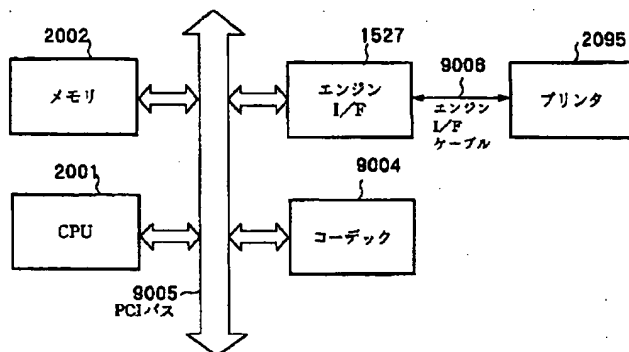 2002
メモリ
1527
エンジン
I/F
9006
エンジン
I/F
ケーブル
2095
プリンタ
2001
CPU
9004
コーデック
9005
PCIバス